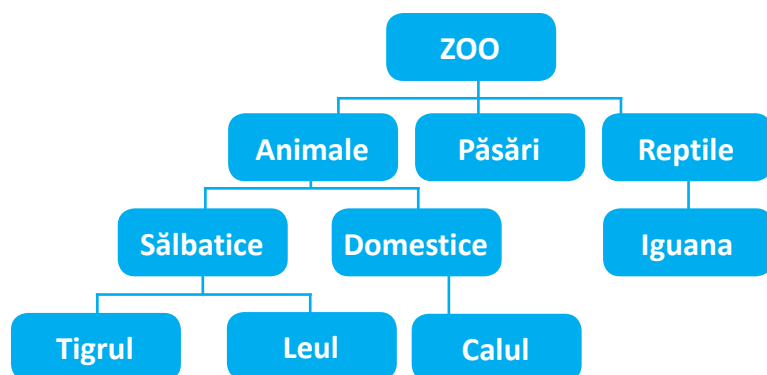 ZOO
Animale
Păsări
Reptile
Sălbatice
Domestice
Iguana
Tigrul
Leul
Calul